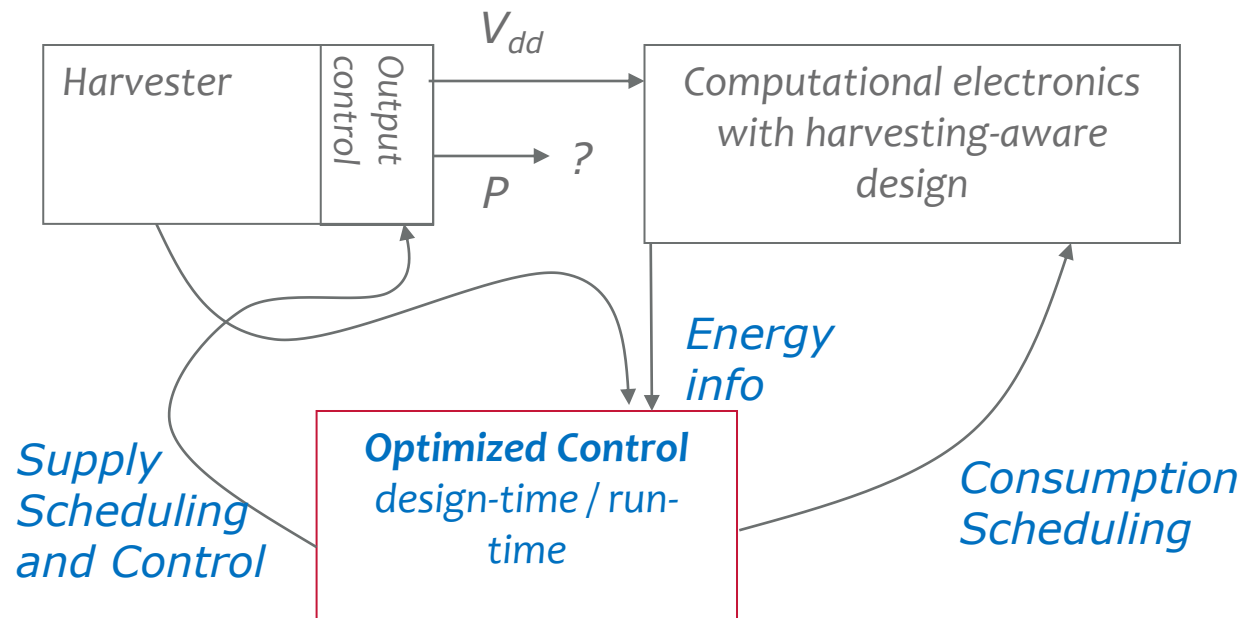 V_dd
Harvester
Output
control
Computational electronics
with harvesting-aware
design
?
P
Energy
info
Optimized Control
design-time / run-
time
Supply
Scheduling
and Control
Consumption
Scheduling